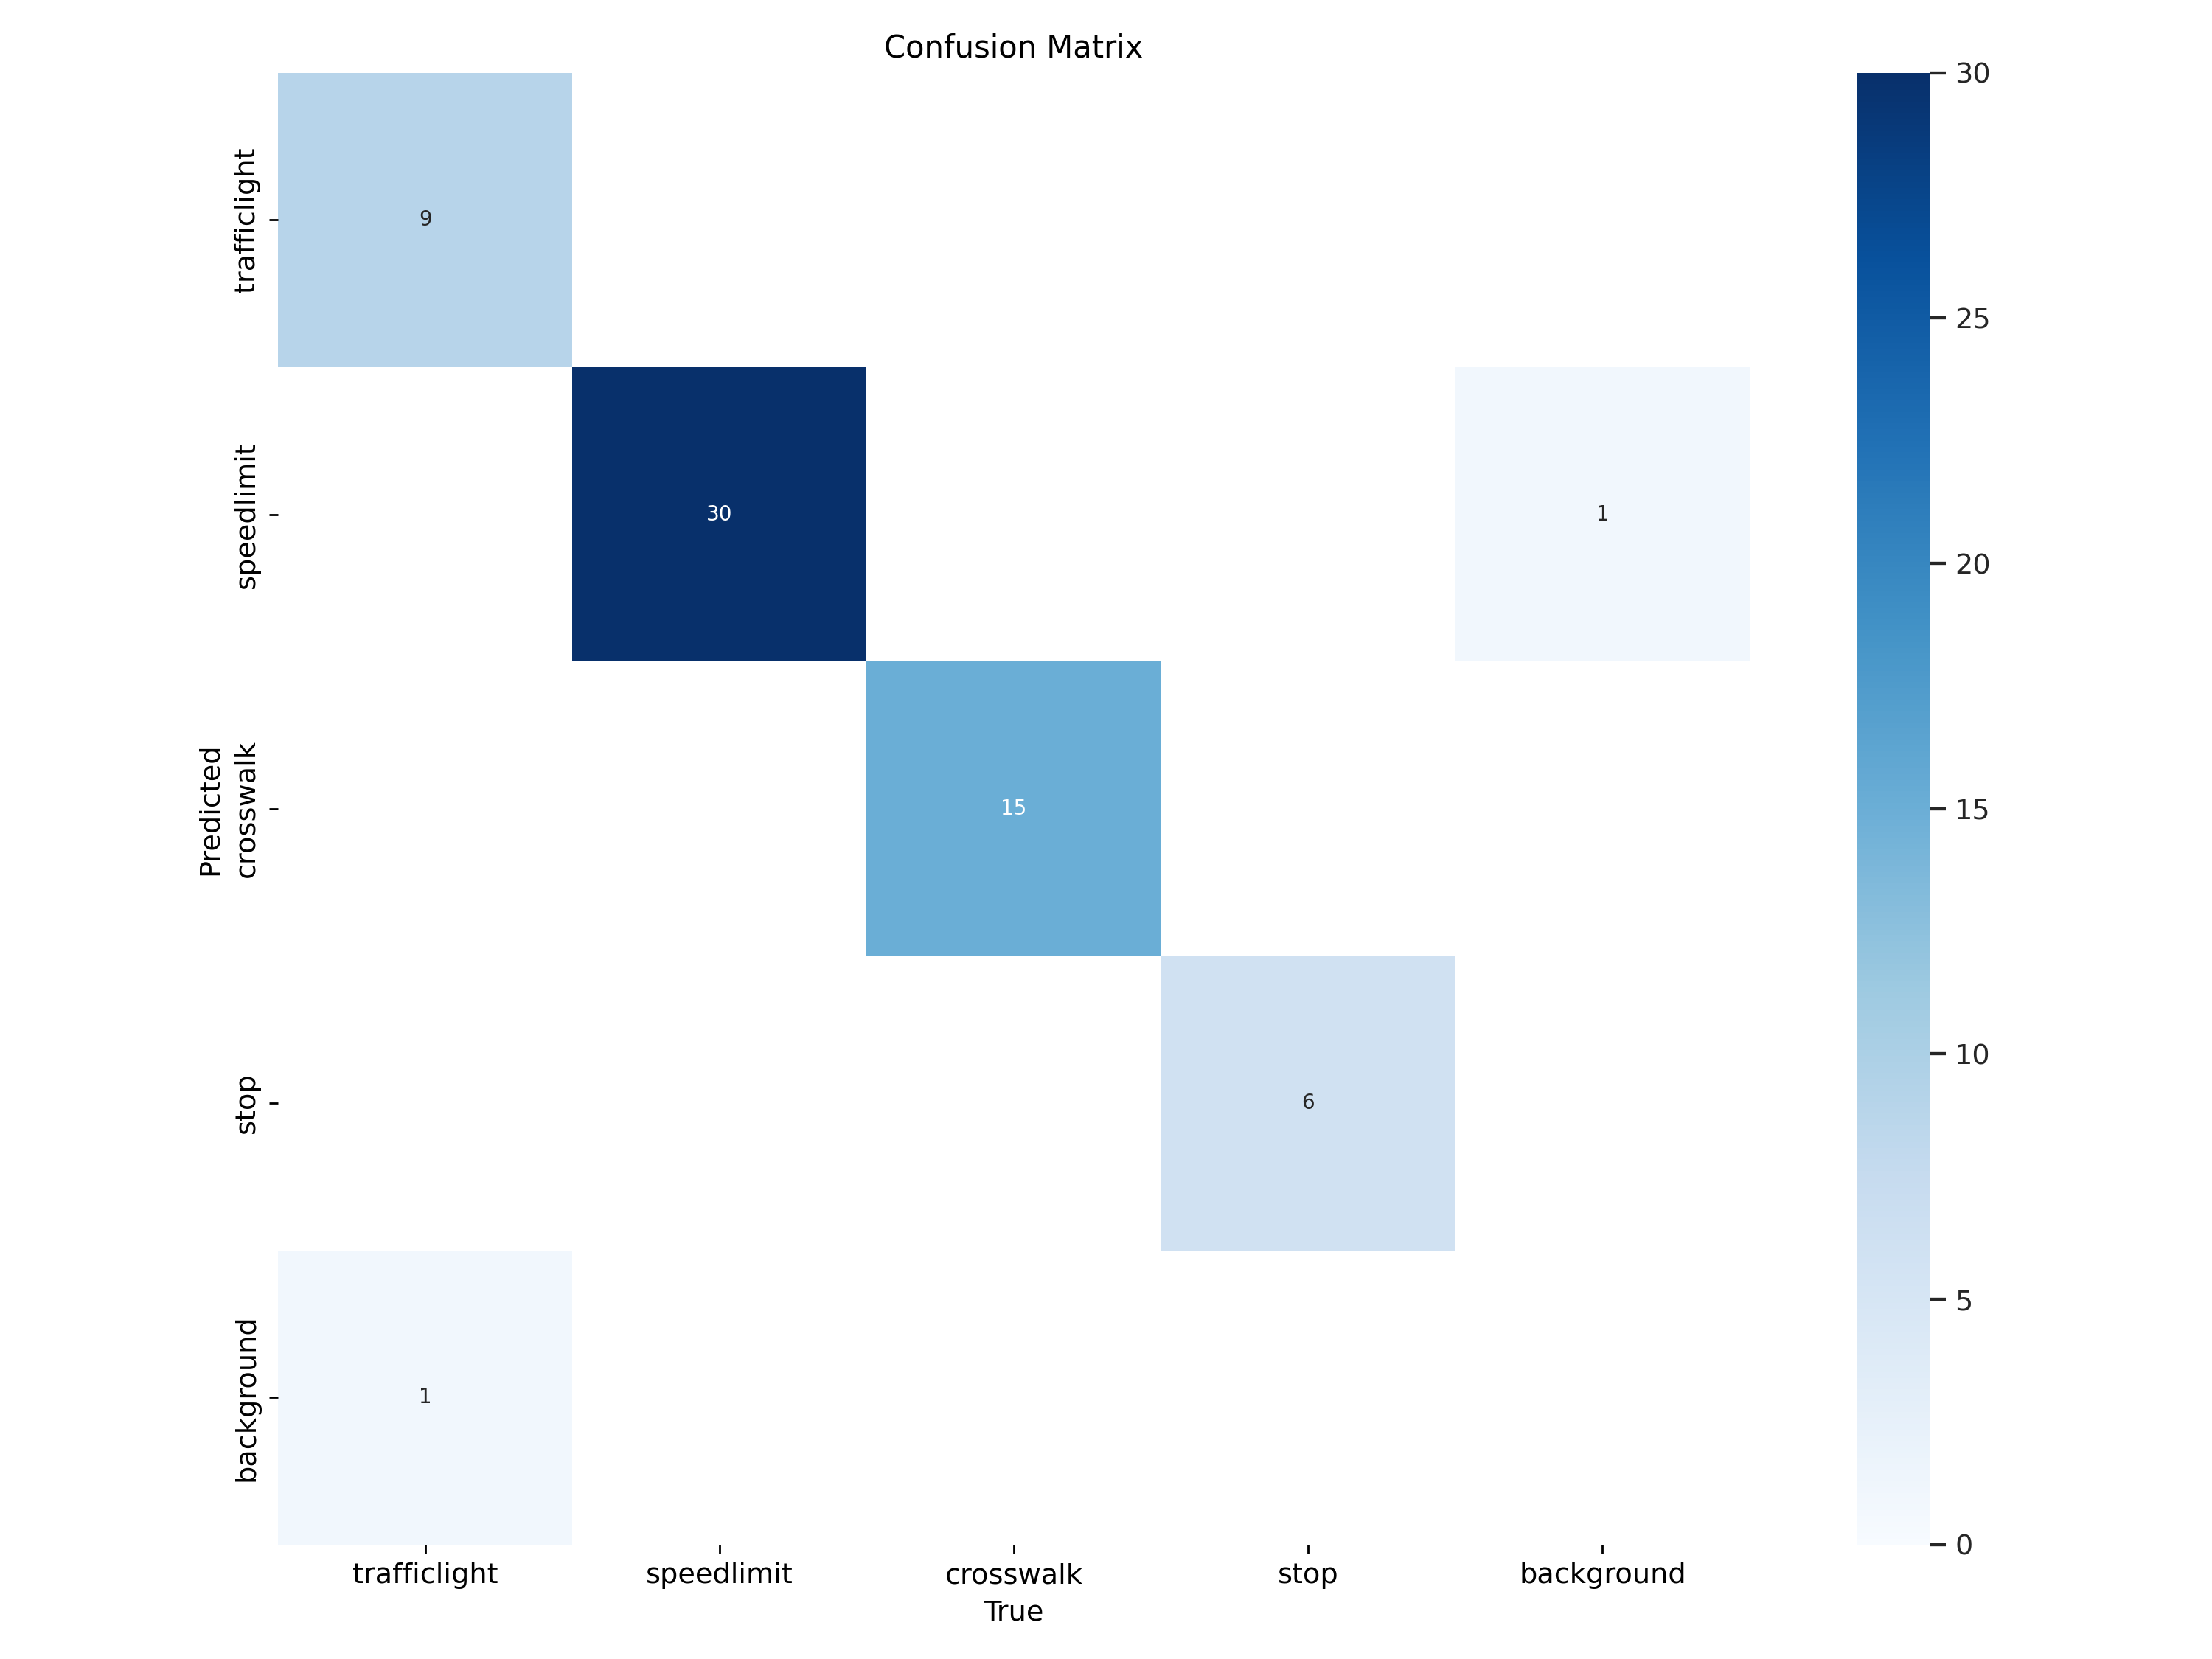 Confusion Matrix
trafficlight
speedlimit
Predicted
crosswalk
stop
background
9
30
1
15
6
1
trafficlight
speedlimit
crosswalk
stop
background
True
30
25
20
15
10
5
0